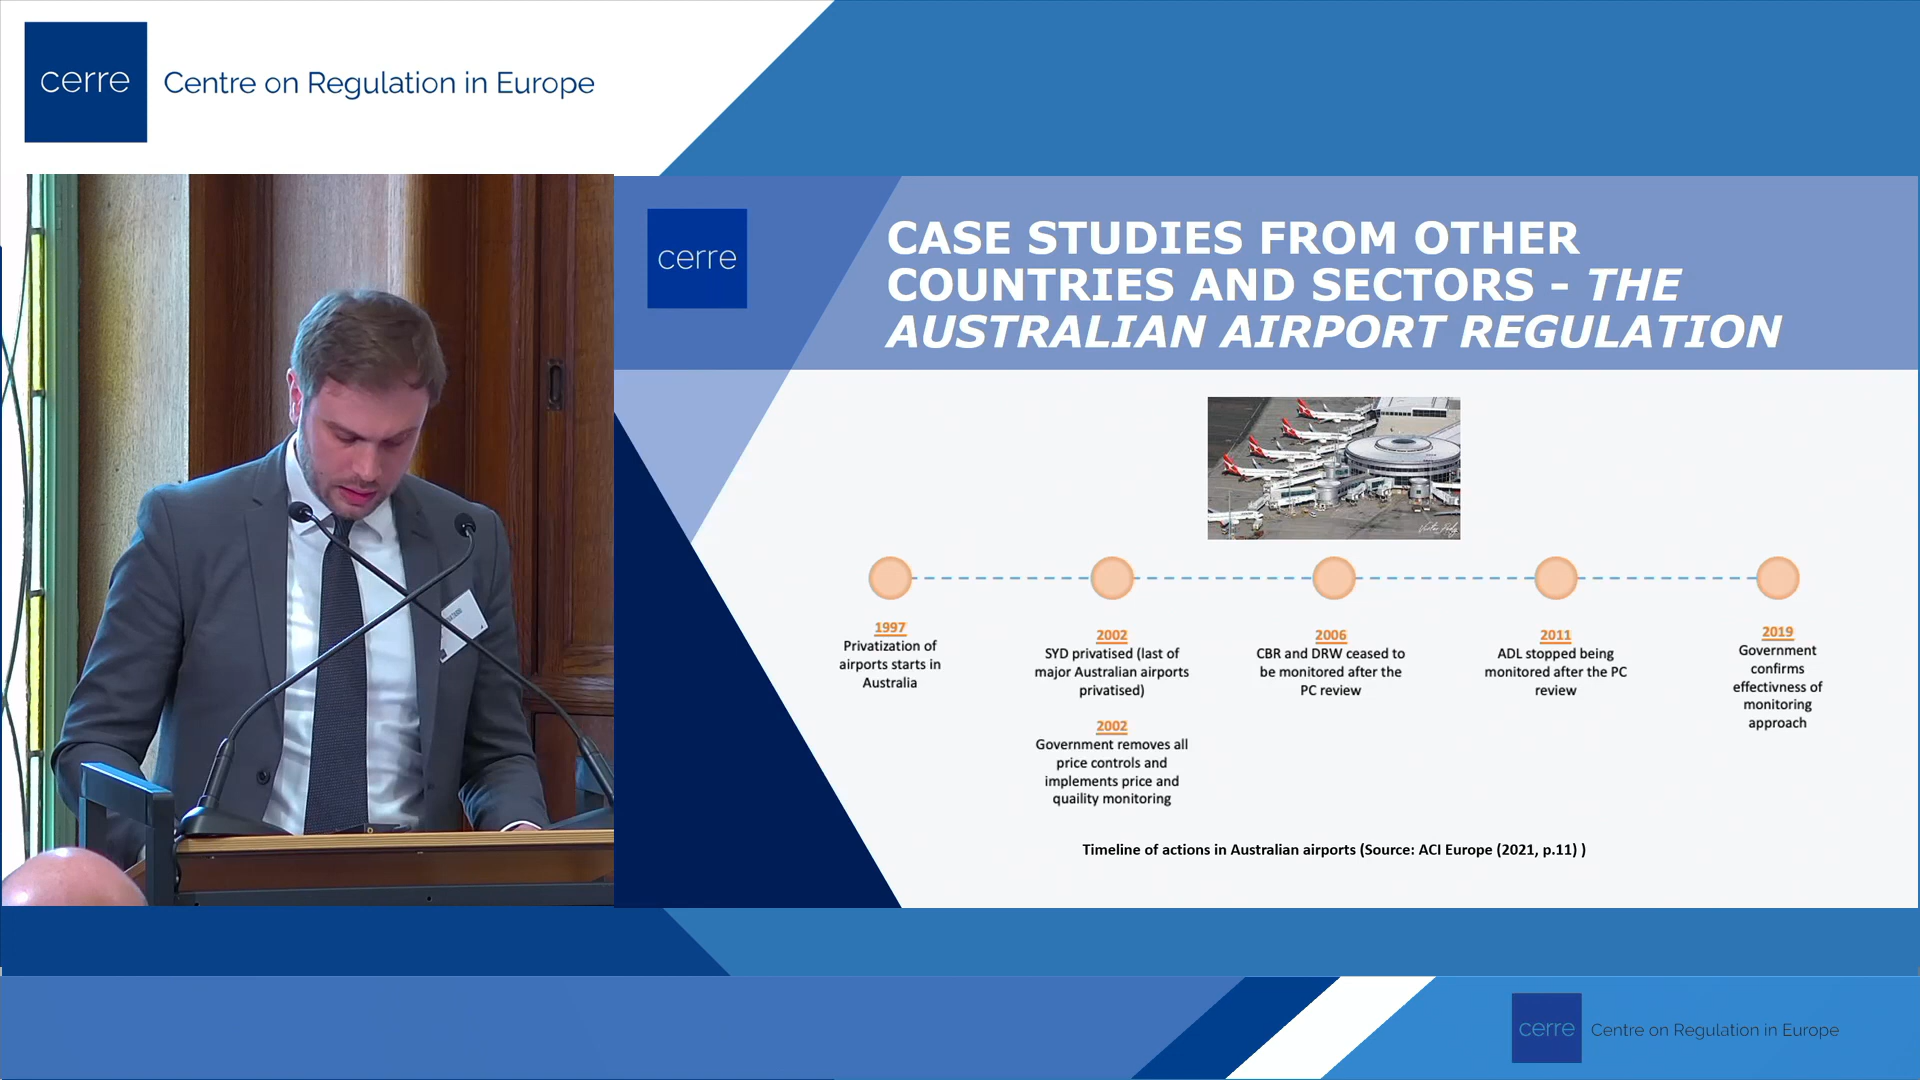 cerre
Centre on Regulation in Europe
cerre
CASE STUDIES FROM OTHER
COUNTRIES AND SECTORS - THE
AUSTRALIAN AIRPORT REGULATION
1997
Privatization of
airports starts in
Australia
2002
SYD privatised (last of
major Australian airports
privatised)
2002
Government removes all
price controls and
implements price and
quaility monitoring
2006
CBR and DRW ceased to
be monitored after the
PC review
2011
ADL stopped being
monitored after the PC
review
2019
Government
confirms
effectivness of
monitoring
approach
Timeline of actions in Australian airports (Source: ACI Europe (2021, p.11) )
cerre
Centre on Regulation in Europe